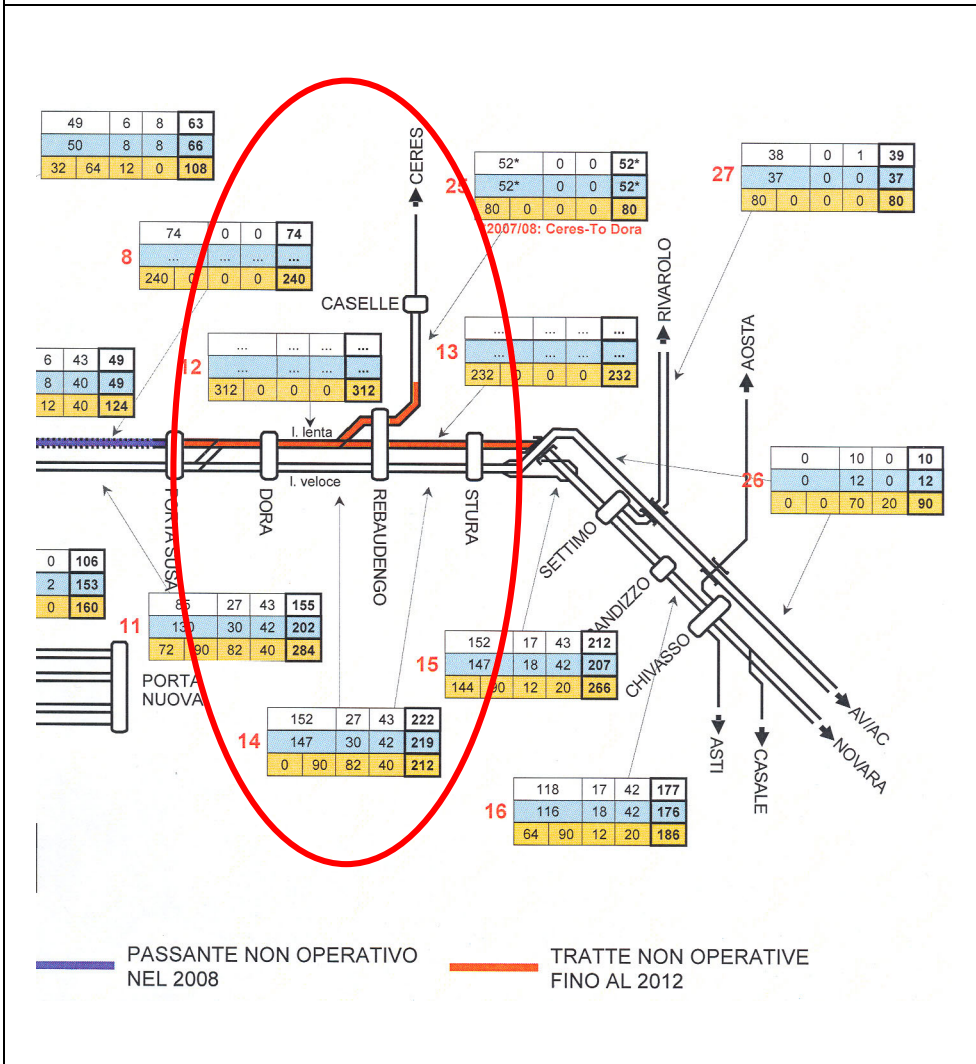 49 6 8 63
50 8 8 66
32 64 12 0 108
CERES
25
52* 0 0 52*
52* 0 0 52*
80 0 0 0 80
2007/08: Ceres-To Dora
27
38 0 1 39
37 0 0 37
80 0 0 0 80
8
74 0 0 74
... ... ... ...
240 0 0 0 240
CASELLE
RIVAROLO
AOSTA
6 43 49
8 40 49
12 40 124
12
... ... ... ...
... ... ... ...
312 0 0 0 312
13
... ... ... ...
... ... ... ...
232 0 0 0 232
l. lenta
l. veloce
PORTA SUSA
DORA
REBAUDENGO
STURA
SETTIMO
26
0 10 0 10
0 12 0 12
0 0 70 20 90
0 106
2 153
0 160
11
85 27 43 155
130 30 42 202
72 90 82 40 284
PORTA
NUOVA
15
152 17 43 212
147 18 42 207
144 90 12 20 266
ANDIZZO
CHIVASSO
14
152 27 43 222
147 30 42 219
0 90 82 40 212
16
118 17 42 177
116 18 42 176
64 90 12 20 186
ASTI
CASALE
NOVARA
AV/AC
PASSANTE NON OPERATIVO
NEL 2008
TRATTE NON OPERATIVE
FINO AL 2012